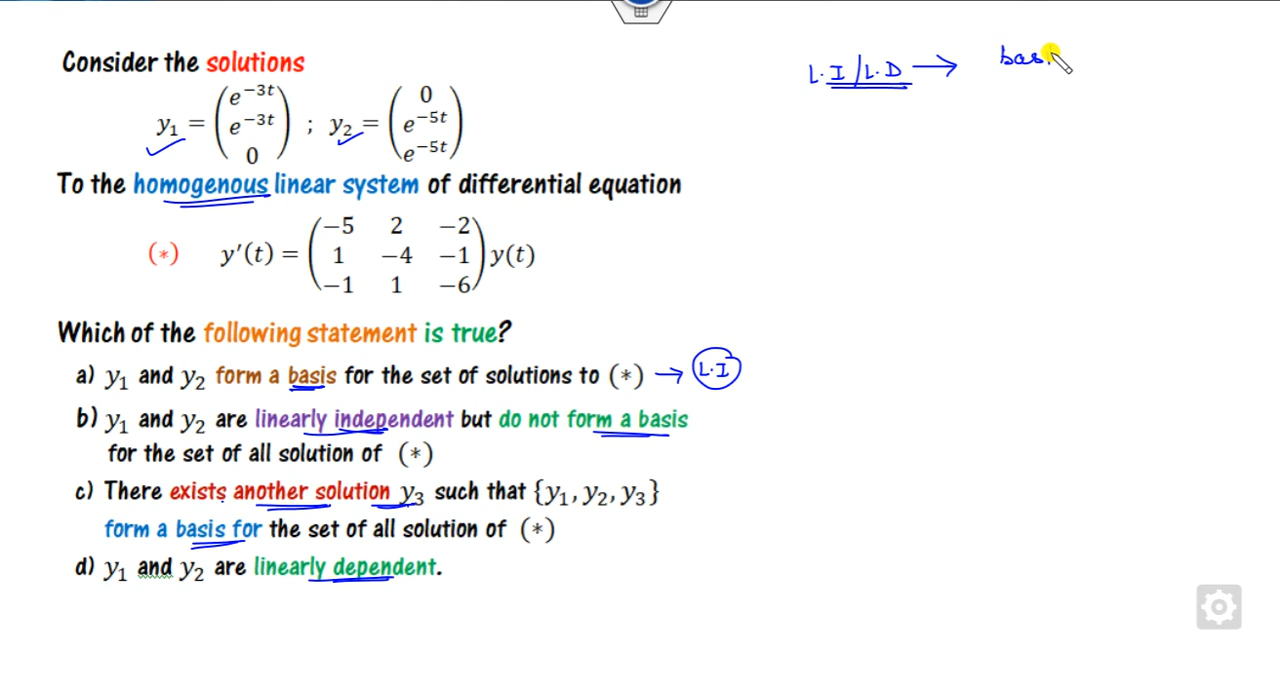 Consider the solutions
L.I/L.D → bas
y₁ = (e⁻³ᵗ e⁻³ᵗ 0) ; y₂ = (0 e⁻⁵ᵗ e⁻⁵ᵗ)
To the homogenous linear system of differential equation
(*) y′(t) = (−5 2 −2 1 −4 −1 −1 1 −6) y(t)
Which of the following statement is true?
a) y₁ and y₂ form a basis for the set of solutions to (*) → L.I
b) y₁ and y₂ are linearly independent but do not form a basis
for the set of all solution of (*)
c) There exists another solution y₃ such that {y₁, y₂, y₃}
form a basis for the set of all solution of (*)
d) y₁ and y₂ are linearly dependent.